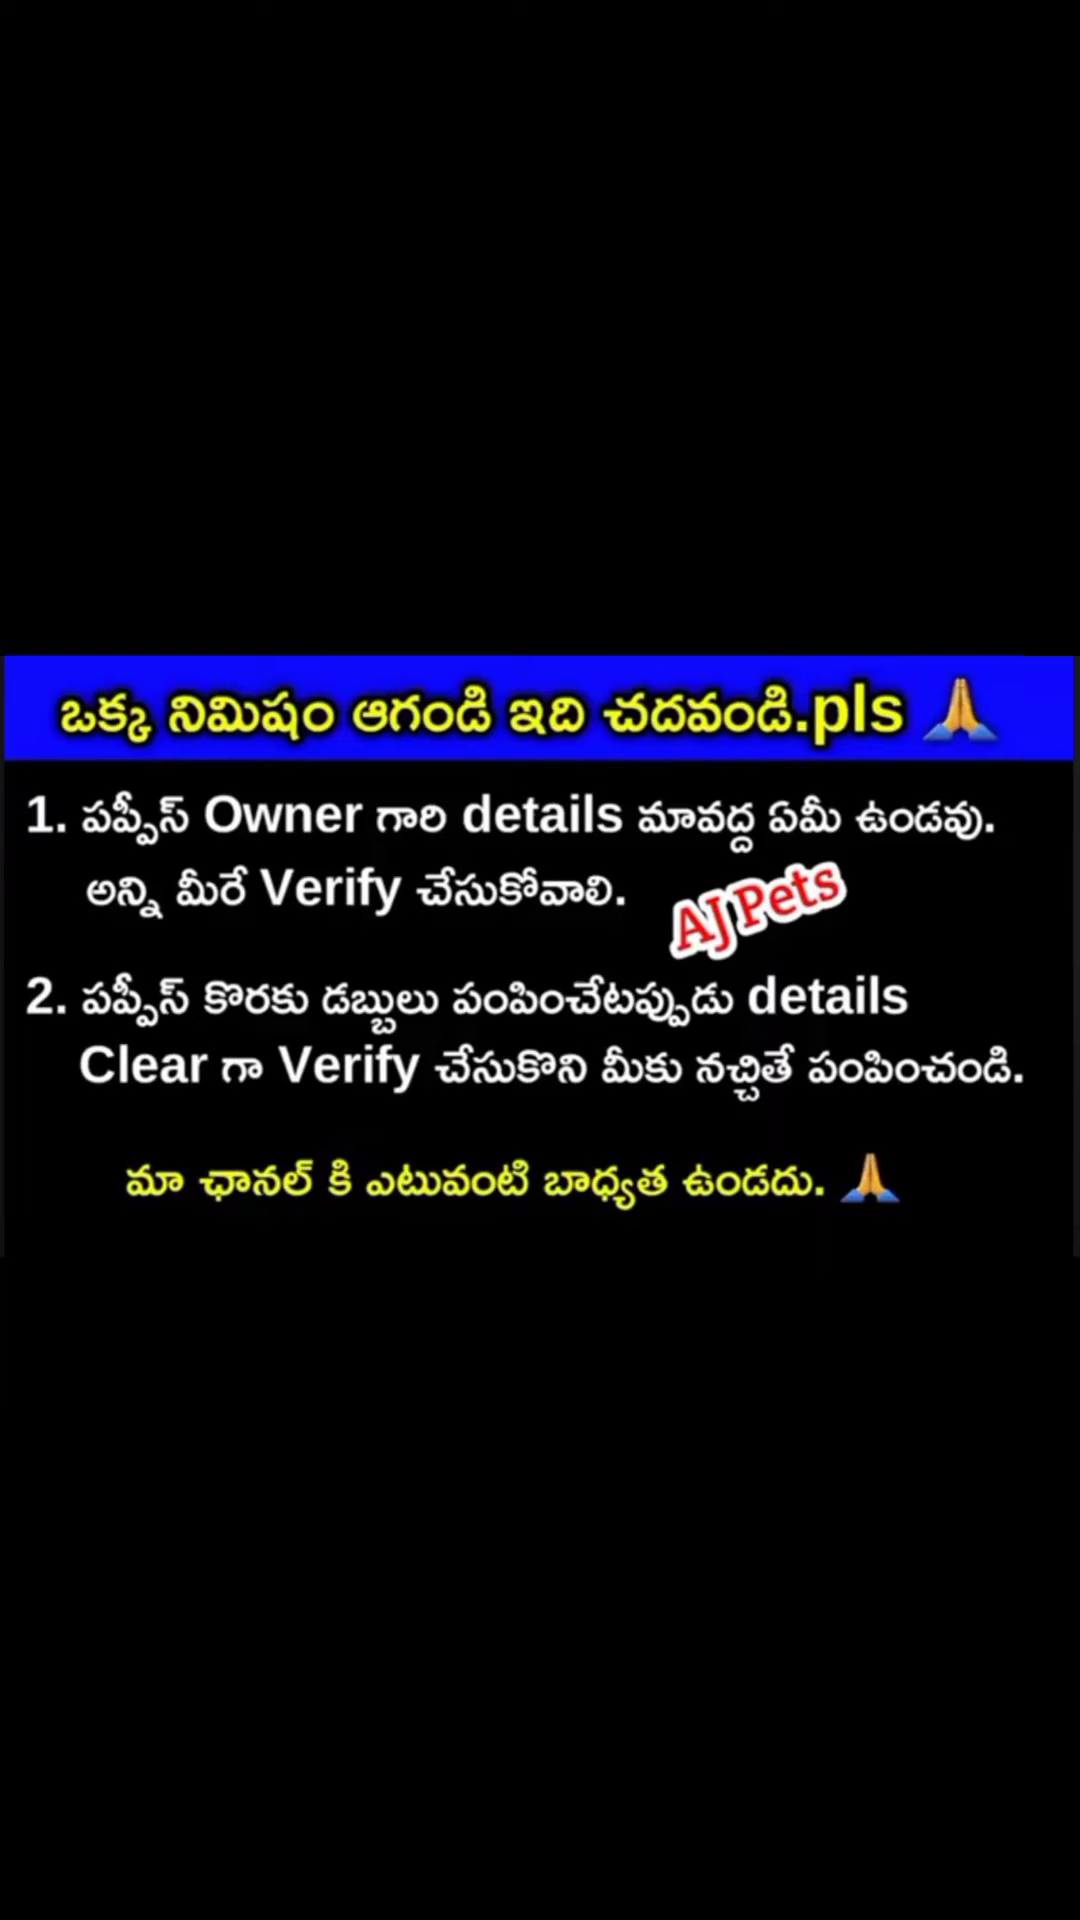 ఒక్క నిమిషం ఆగండి ఇది చదవండి.pls 🙏
1. పప్పీస్ Owner గారి details మావద్ద ఏమీ ఉండవు.
అన్ని మీరే Verify చేసుకోవాలి.
AJ Pets
2. పప్పీస్ కొరకు డబ్బులు పంపించేటప్పుడు details
Clear గా Verify చేసుకొని మీకు నచ్చితే పంపించండి.
మా ఛానల్ కి ఎటువంటి బాధ్యత ఉండదు. 🙏